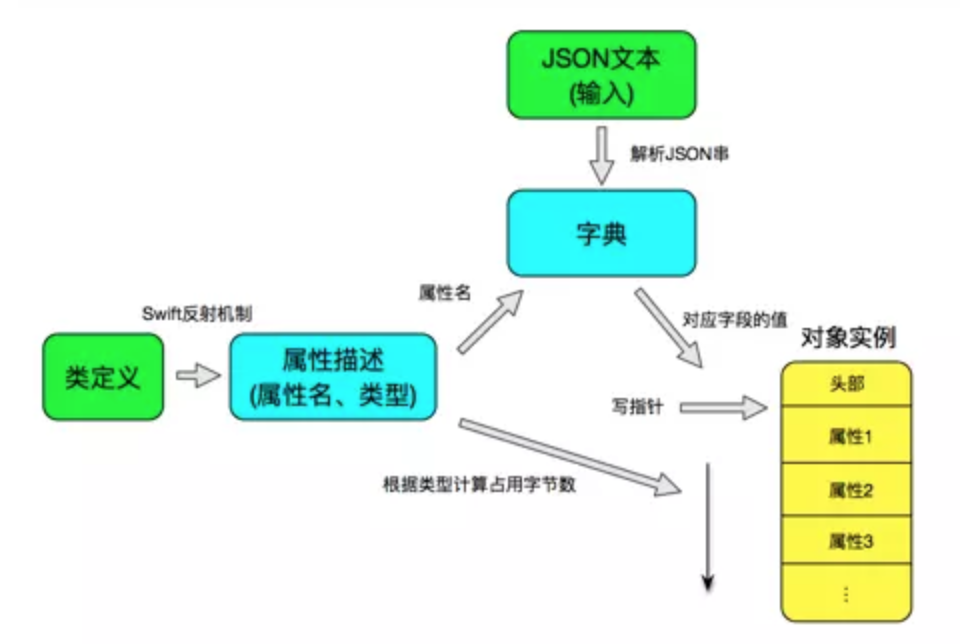 JSON文本
(输入)
解析JSON串
字典
属性名
Swift反射机制
对应字段的值
对象实例
类定义
属性描述
(属性名、类型)
头部
写指针
属性1
根据类型计算占用字节数
属性2
属性3
⋮